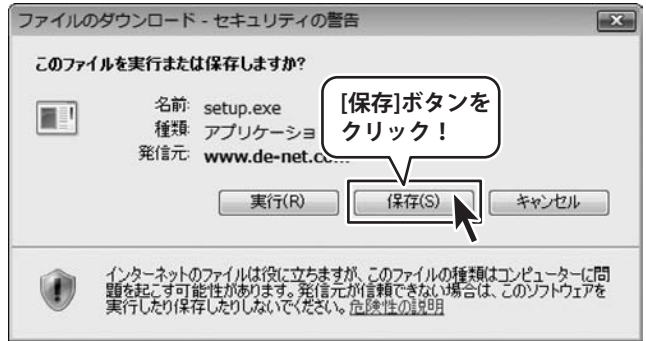 ファイルのダウンロード - セキュリティの警告
このファイルを実行または保存しますか?
名前: setup.exe
種類: アプリケーショ
発信元: www.de-net.com
[保存]ボタンを
クリック！
実行(R) 保存(S) キャンセル
インターネットのファイルは役に立ちますが、このファイルの種類はコンピューターに問
題を起こす可能性があります。発信元が信頼できない場合は、このソフトウェアを
実行したり保存したりしないでください。危険性の説明